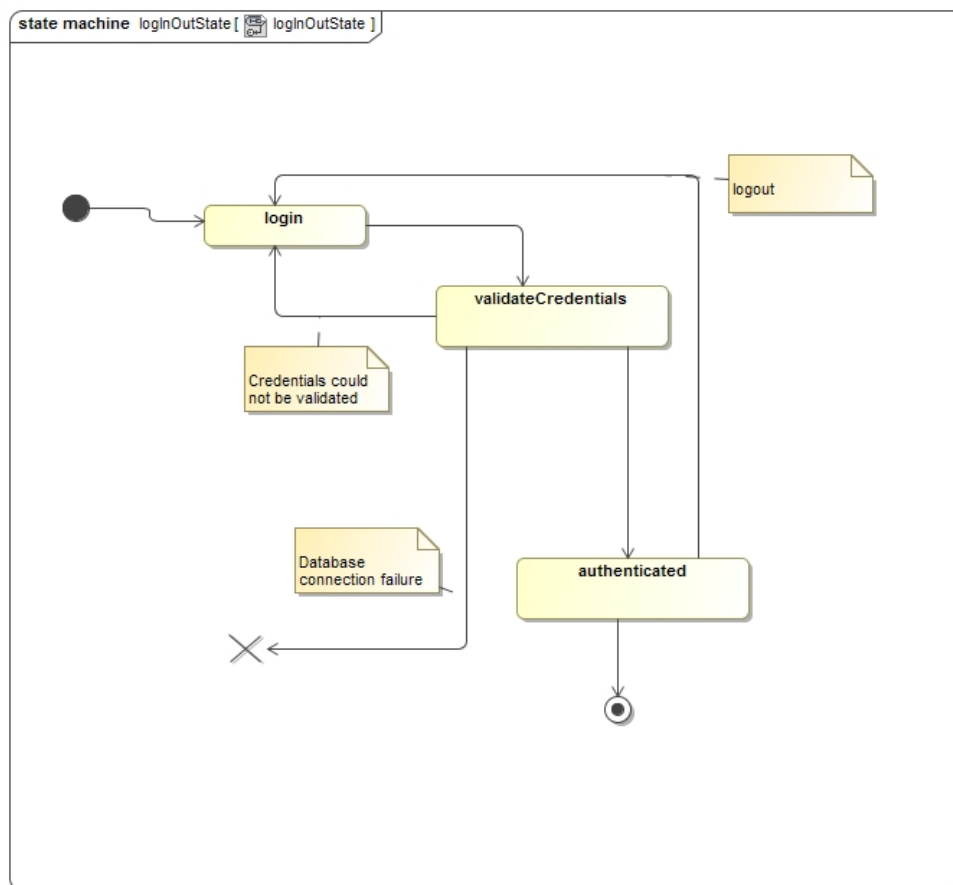 state machine logInOutState [ logInOutState ]
logout
login
validateCredentials
Credentials could
not be validated
Database
connection failure
authenticated